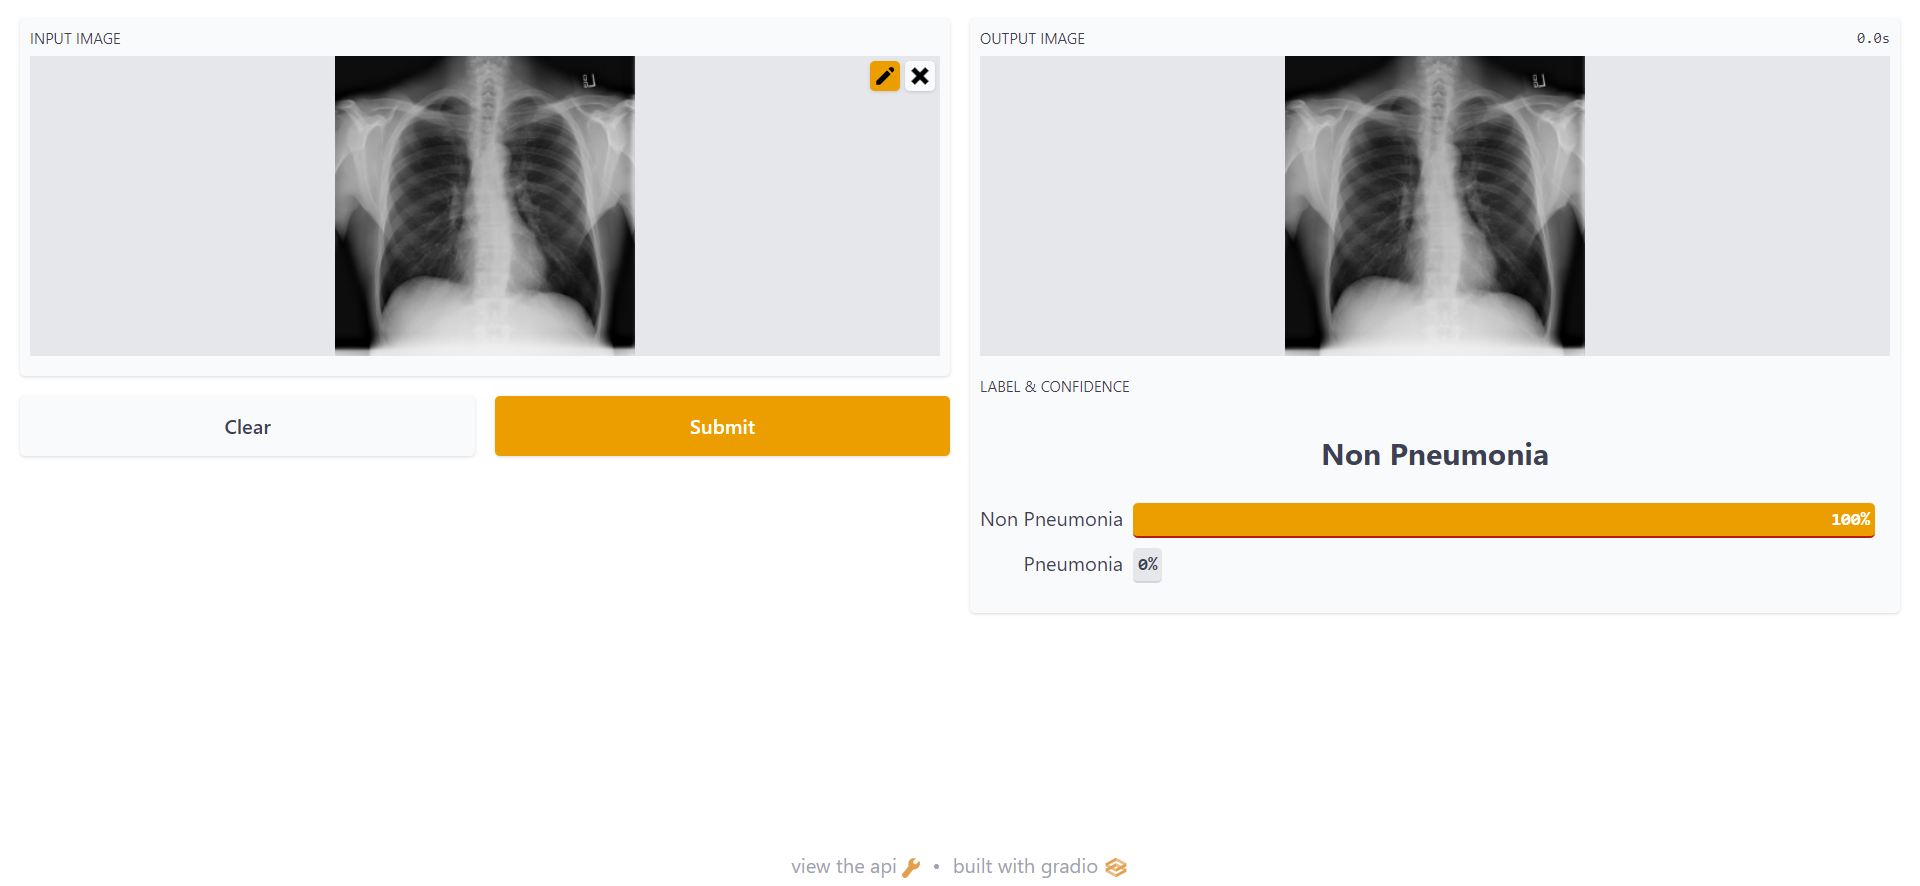 INPUT IMAGE
Clear
Submit
OUTPUT IMAGE
0.0s
LABEL & CONFIDENCE
Non Pneumonia
Non Pneumonia 100%
Pneumonia 0%
view the api • built with gradio